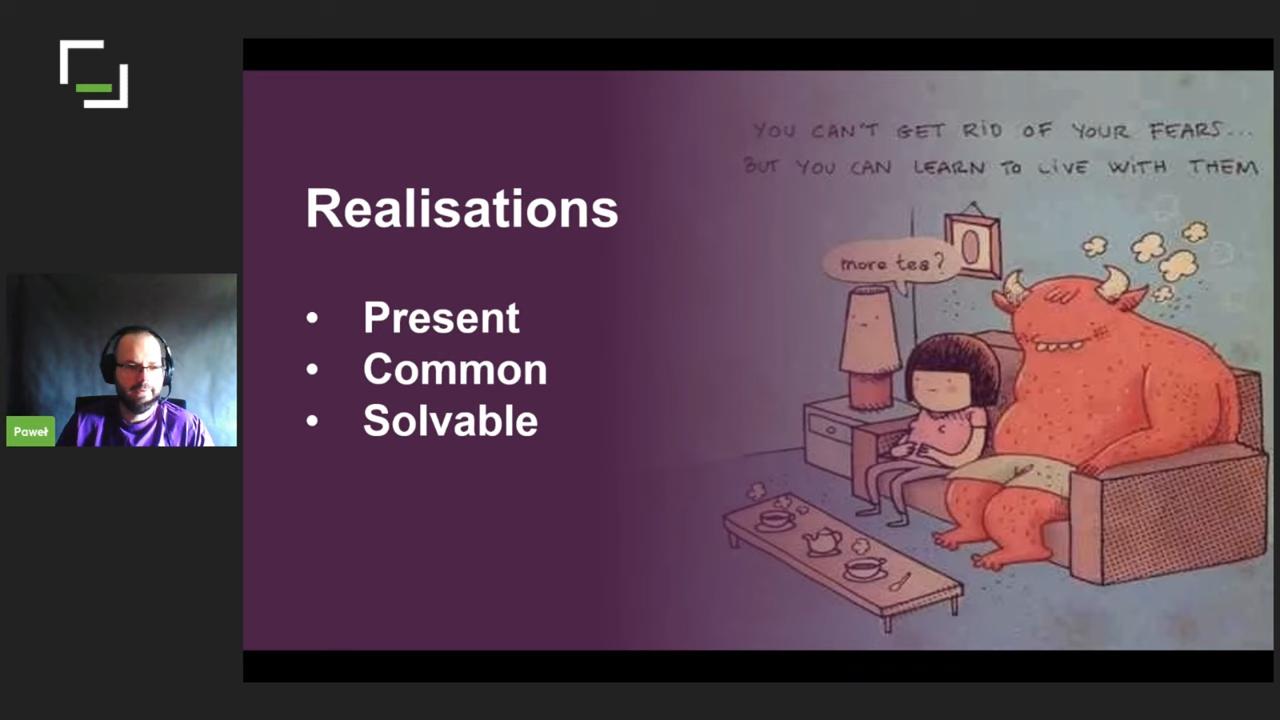 YOU CAN'T GET RID OF YOUR FEARS...
BUT YOU CAN LEARN TO LIVE WITH THEM
Realisations
more tea?
• Present
• Common
• Solvable
Paweł